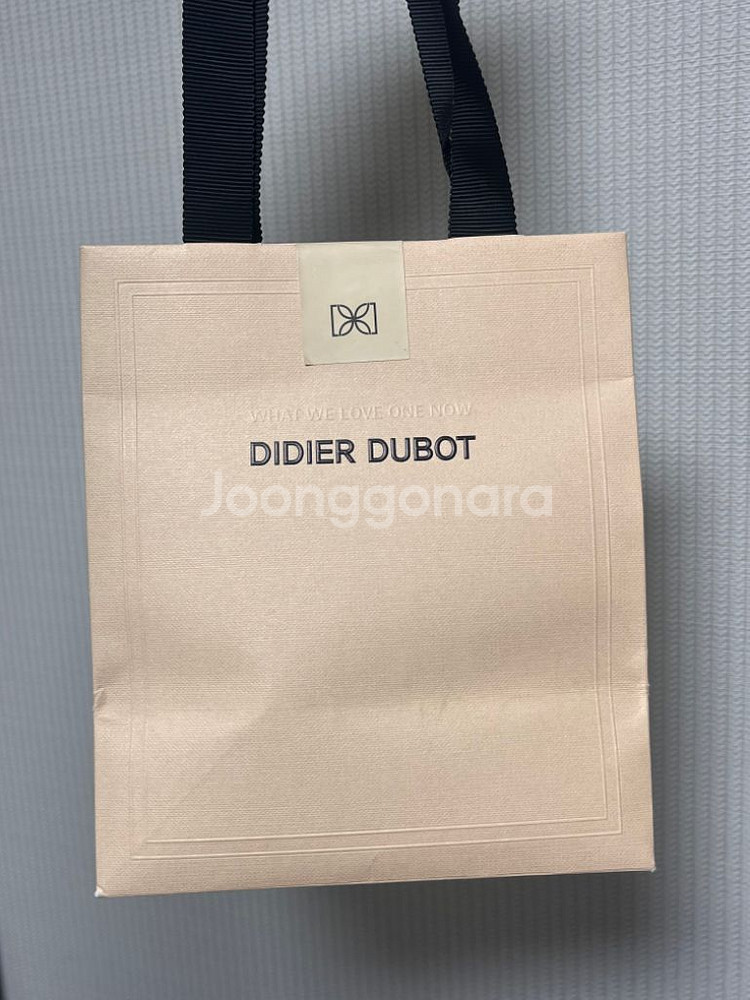 WHAT WE LOVE ONE NOW
DIDIER DUBOT
Joonggonara